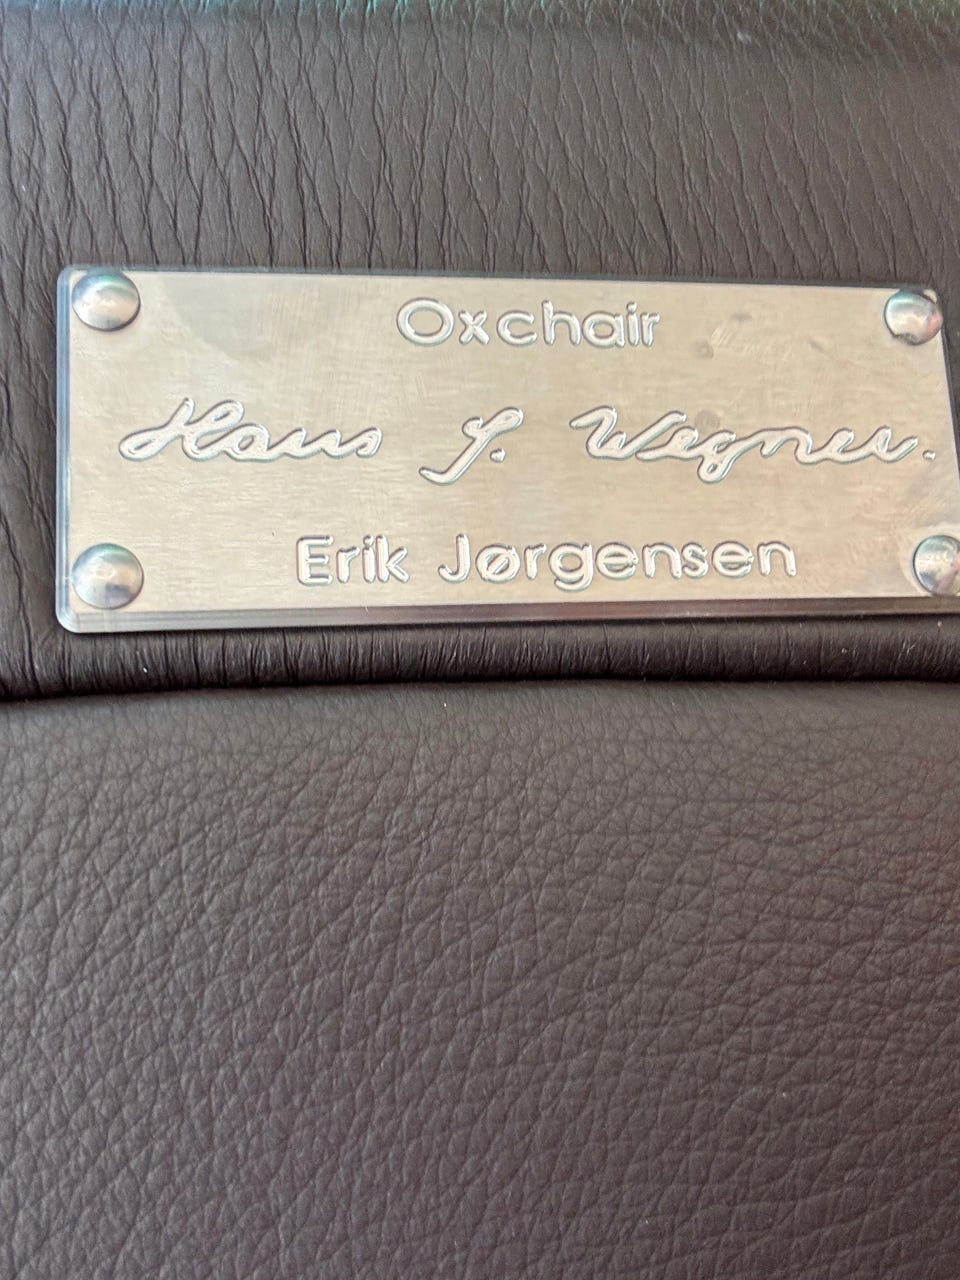 Oxchair
Hans J. Wegner.
Erik Jørgensen